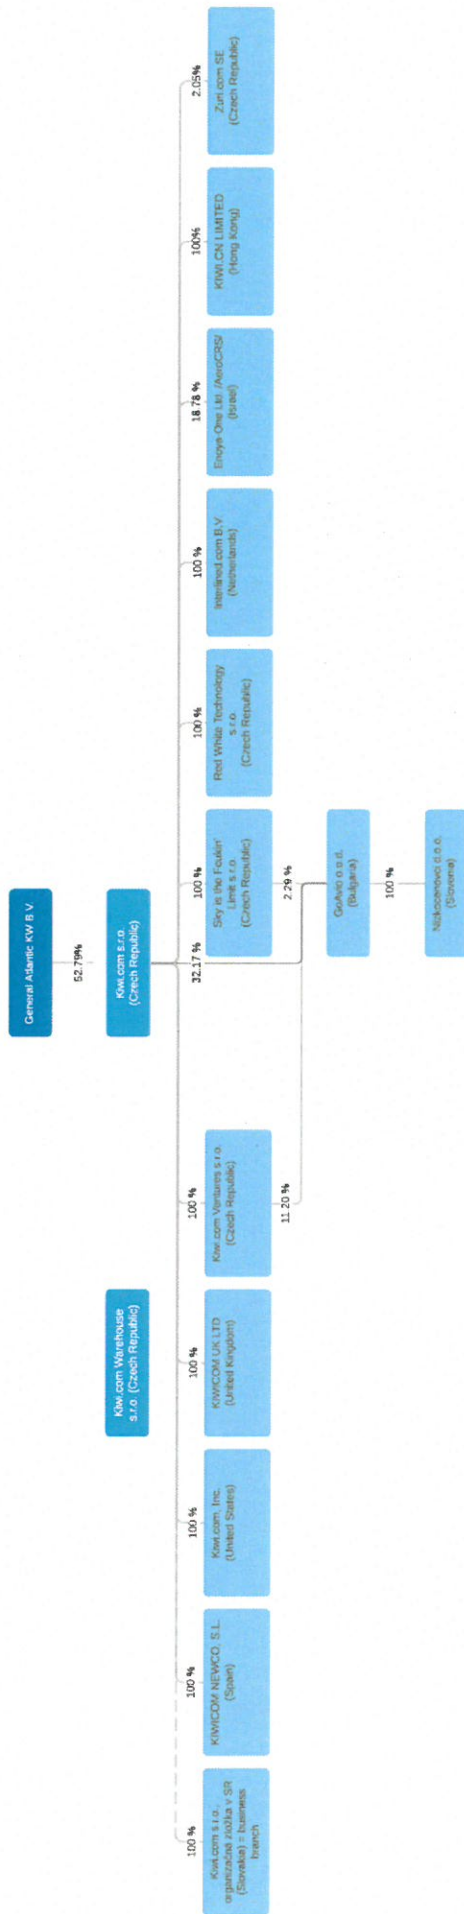 General Atlantic KW B.V.
52.79%
Kiwi.com Warehouse
s.r.o. (Czech Republic)
Kiwi.com s.r.o.
(Czech Republic)
100 %
100 %
100 %
100 %
100 %
32.17 %
100%
100 %
100 %
18.78 %
100%
2.05%
Kiwi.com s.r.o.,
organizačná zložka v SR
(Slovakia) = business
branch
KIWICOM NEWCO, S.L.
(Spain)
Kiwi.com, Inc.
(United States)
KIWICOM UK LTD
(United Kingdom)
Kiwi.com Ventures s.r.o.
(Czech Republic)
Sky is the Foukin'
Limit s.r.o.
(Czech Republic)
Red White Technology
s.r.o.
(Czech Republic)
Interlined.com B.V.
(Netherlands)
Enoya-One Ltd. /AeroCRS/
(Israel)
KIWI.CN LIMITED
(Hong Kong)
Zuri.com SE
(Czech Republic)
11.20 %
2.29 %
GoAvio o.o.d.
(Bulgaria)
100 %
Nizkocenovo d.o.o.
(Slovenia)